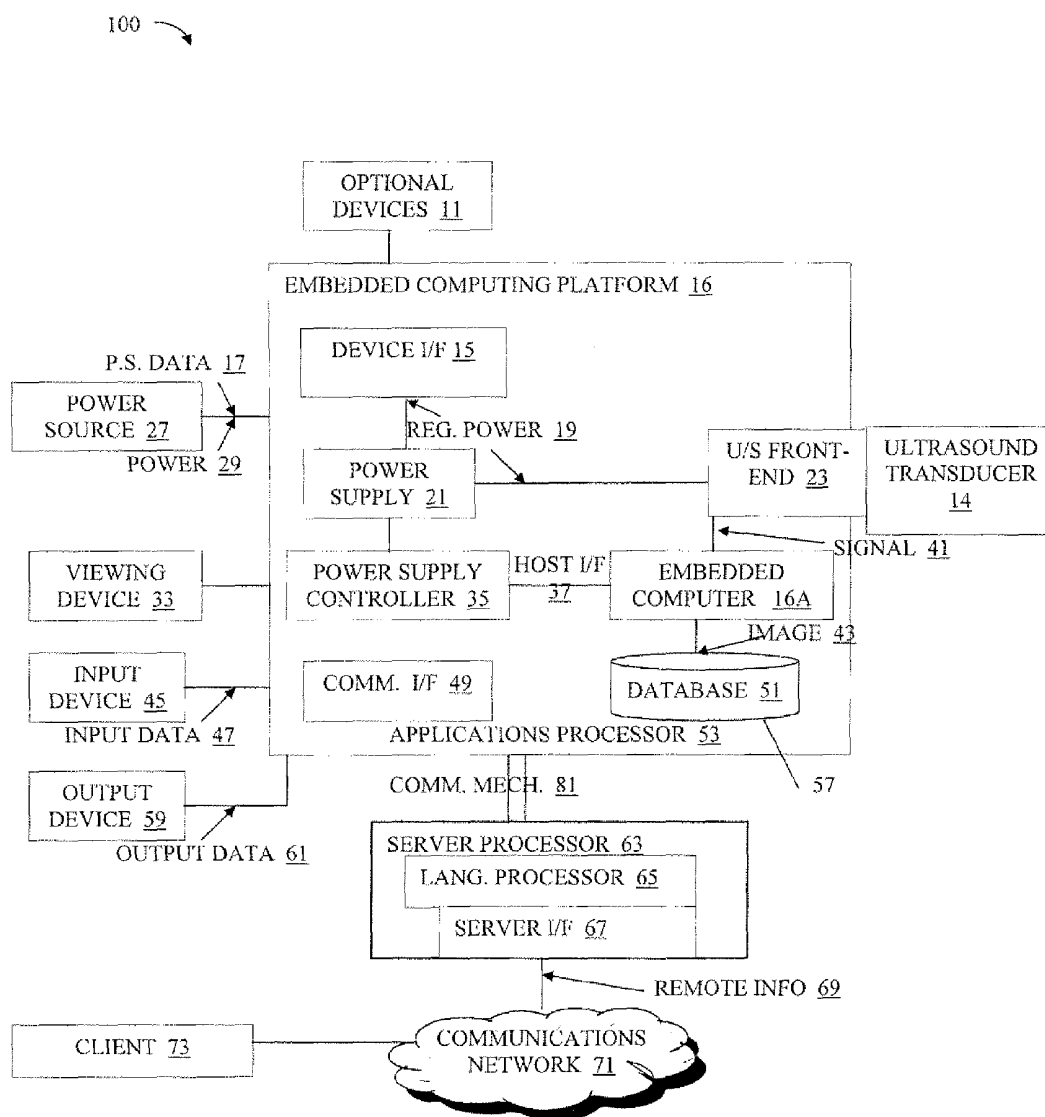 100
OPTIONAL
DEVICES 11
EMBEDDED COMPUTING PLATFORM 16
DEVICE I/F 15
P.S. DATA 17
POWER
SOURCE 27
POWER 29
REG. POWER 19
POWER
SUPPLY 21
U/S FRONT-
END 23
ULTRASOUND
TRANSDUCER
14
SIGNAL 41
VIEWING
DEVICE 33
POWER SUPPLY
CONTROLLER 35
HOST I/F
37
EMBEDDED
COMPUTER 16A
IMAGE 43
INPUT
DEVICE 45
INPUT DATA 47
COMM. I/F 49
DATABASE 51
APPLICATIONS PROCESSOR 53
57
OUTPUT
DEVICE 59
OUTPUT DATA 61
COMM. MECH. 81
SERVER PROCESSOR 63
LANG. PROCESSOR 65
SERVER I/F 67
REMOTE INFO 69
CLIENT 73
COMMUNICATIONS
NETWORK 71